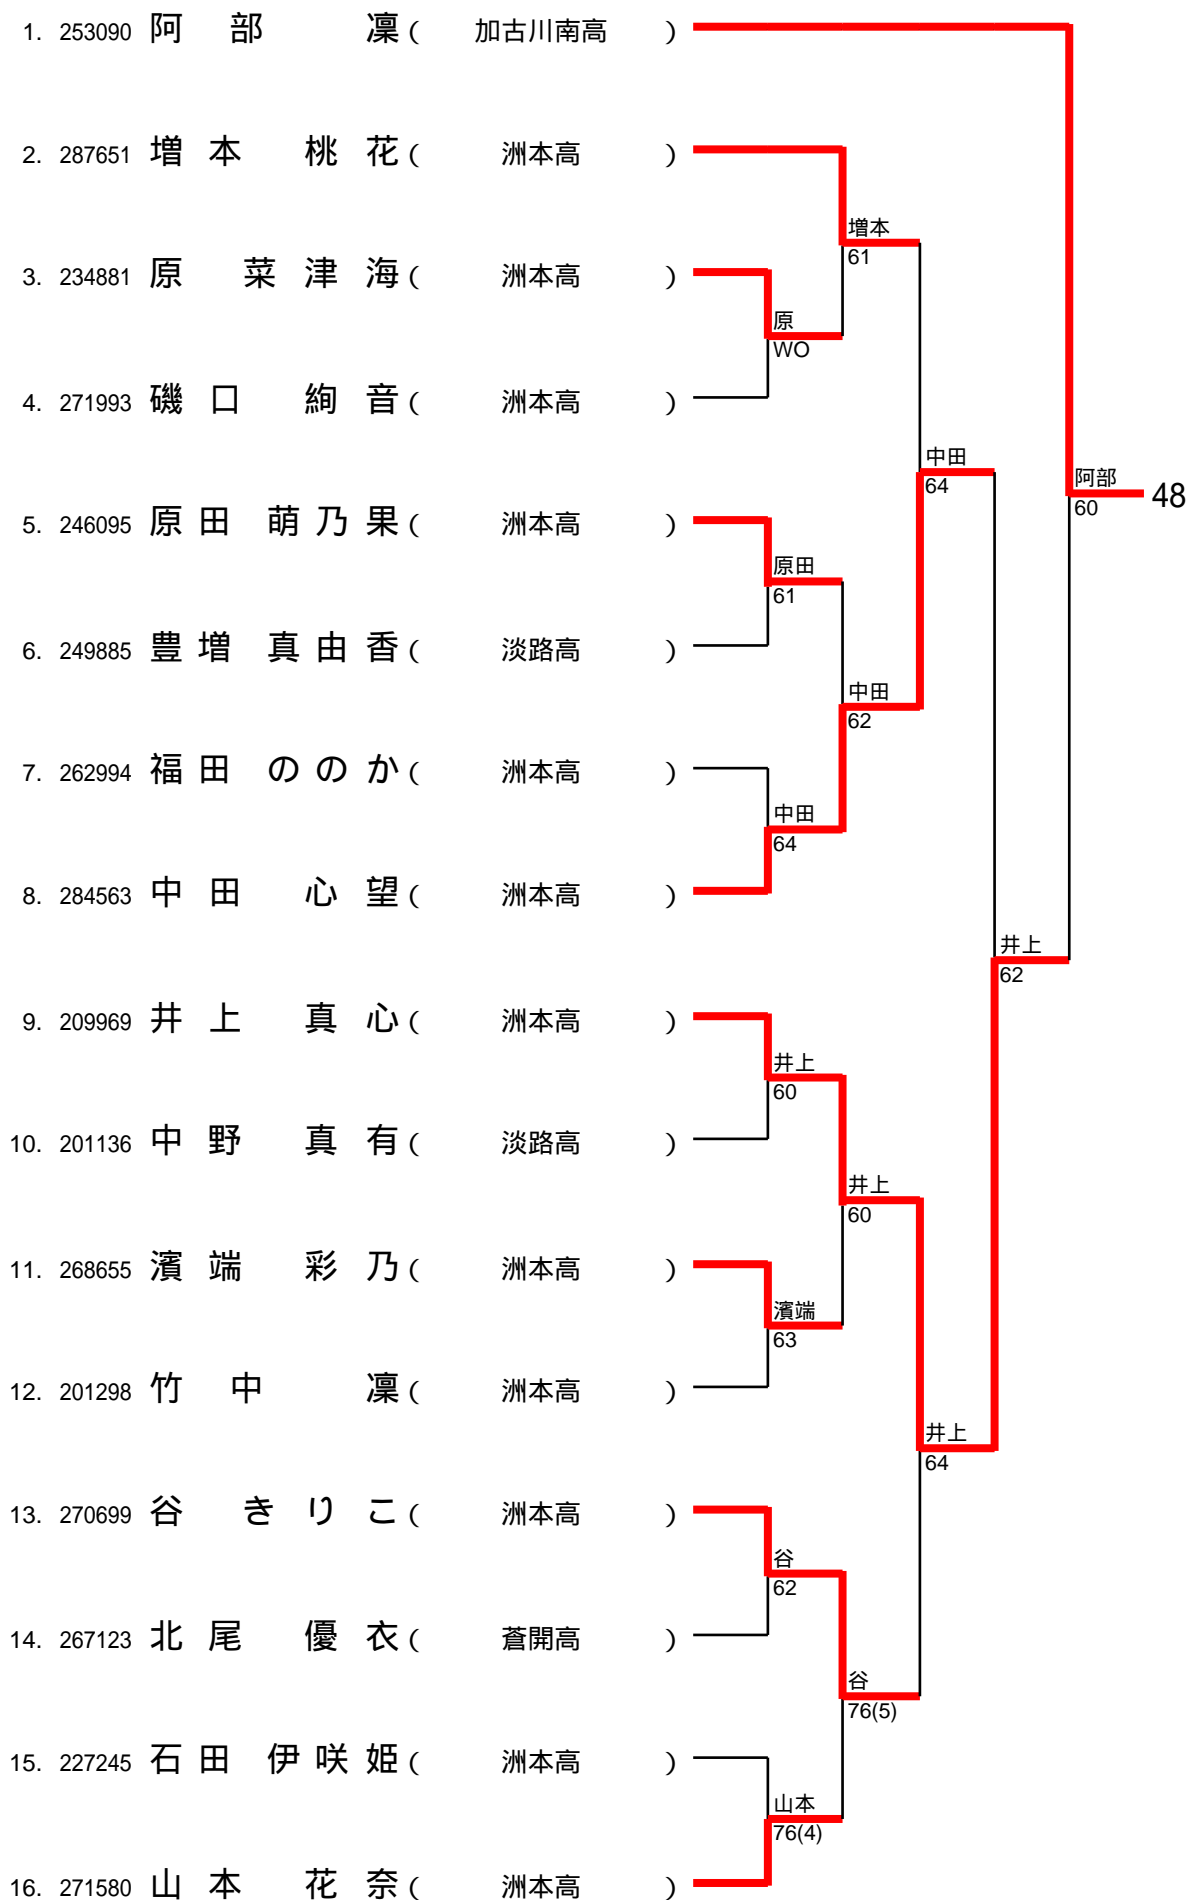 1. 253090 阿部 凜 ( 加古川南高 )
2. 287651 増本 桃花 ( 洲本高 )
増本
61
3. 234881 原 菜津海 ( 洲本高 )
原
WO
4. 271993 磯口 絢音 ( 洲本高 )
中田
64
阿部
60
48
5. 246095 原田 萌乃果 ( 洲本高 )
原田
61
6. 249885 豊増 真由香 ( 淡路高 )
中田
62
7. 262994 福田 ののか ( 洲本高 )
中田
64
8. 284563 中田 心望 ( 洲本高 )
井上
62
9. 209969 井上 真心 ( 洲本高 )
井上
60
10. 201136 中野 真有 ( 淡路高 )
井上
60
11. 268655 濱端 彩乃 ( 洲本高 )
濱端
63
12. 201298 竹中 凜 ( 洲本高 )
井上
64
13. 270699 谷 きりこ ( 洲本高 )
谷
62
14. 267123 北尾 優衣 ( 蒼開高 )
谷
76(5)
15. 227245 石田 伊咲姫 ( 洲本高 )
山本
76(4)
16. 271580 山本 花奈 ( 洲本高 )